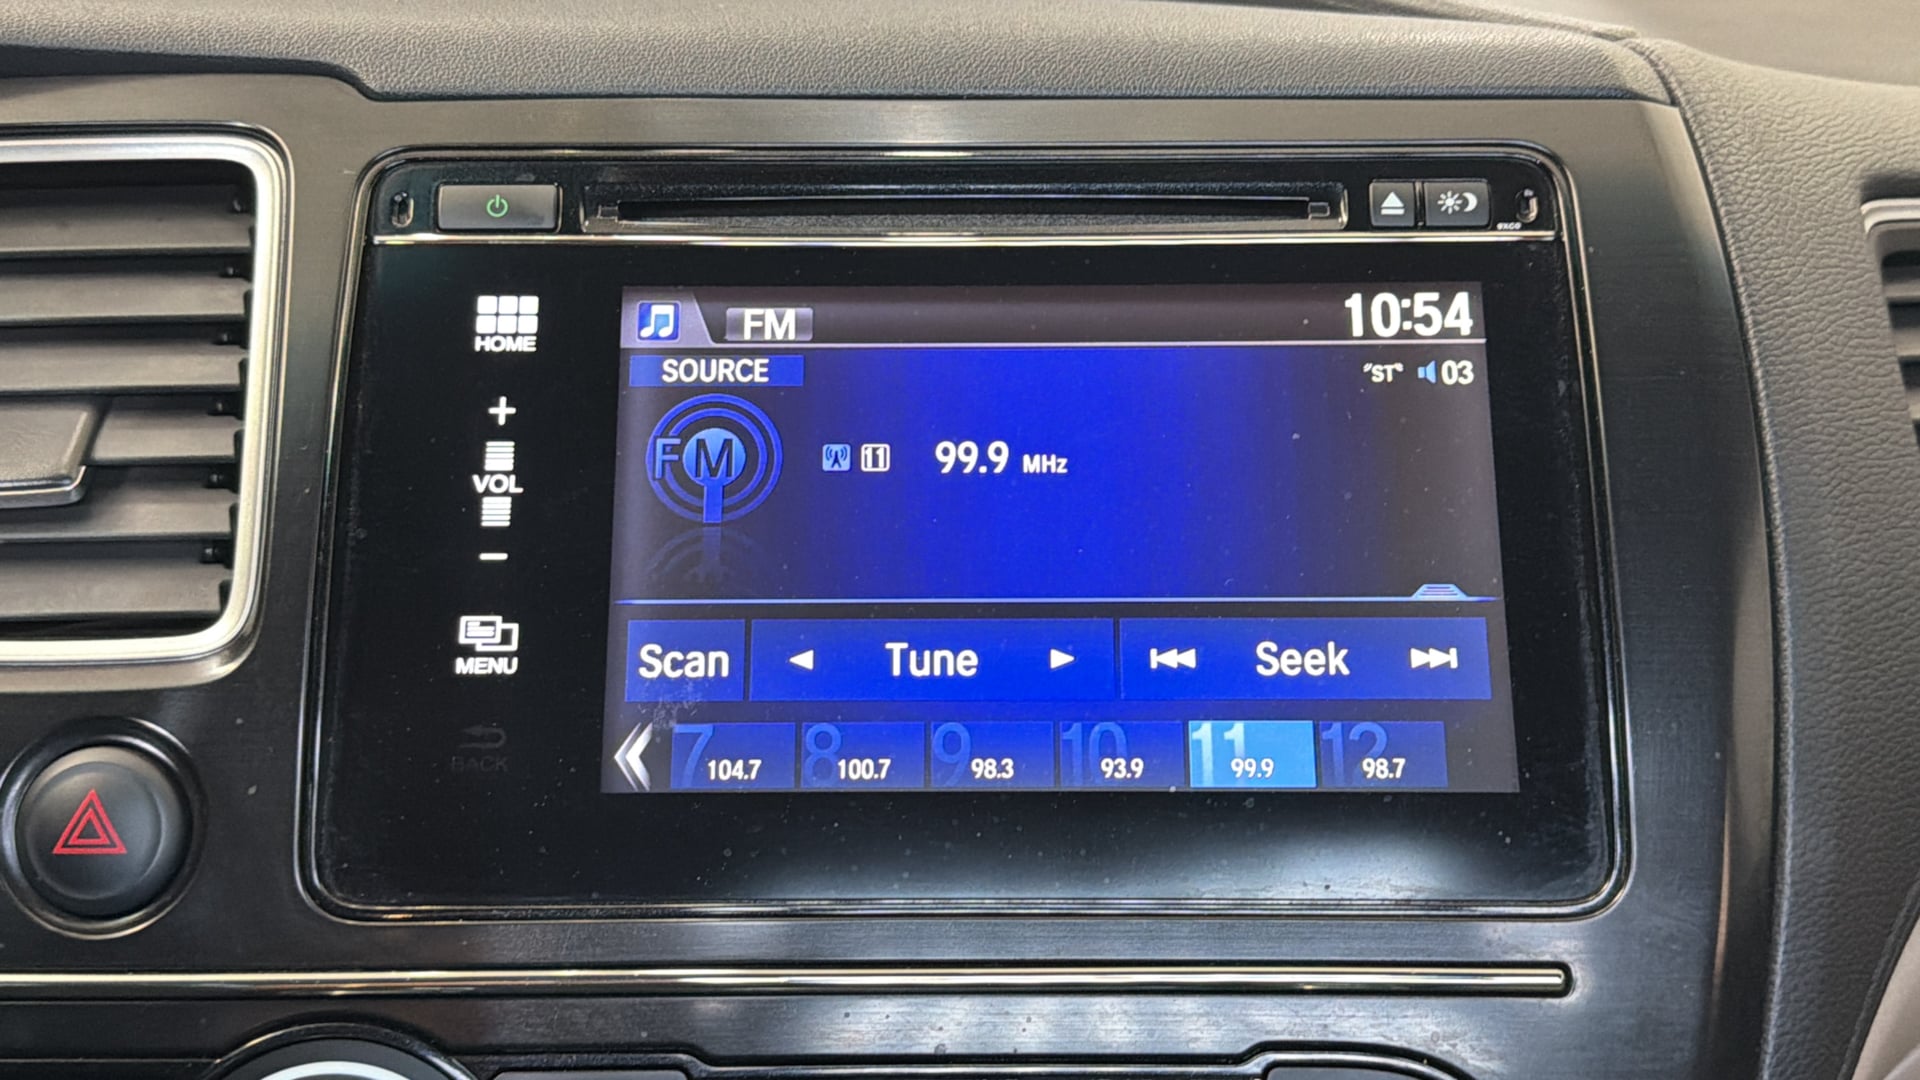 exco
HOME
FM
10:54
SOURCE
"ST" 03
+
FM
11 99.9 MHz
VOL
-
Scan Tune Seek
MENU
7 8 9 10 11 12
104.7 100.7 98.3 93.9 99.9 98.7
BACK